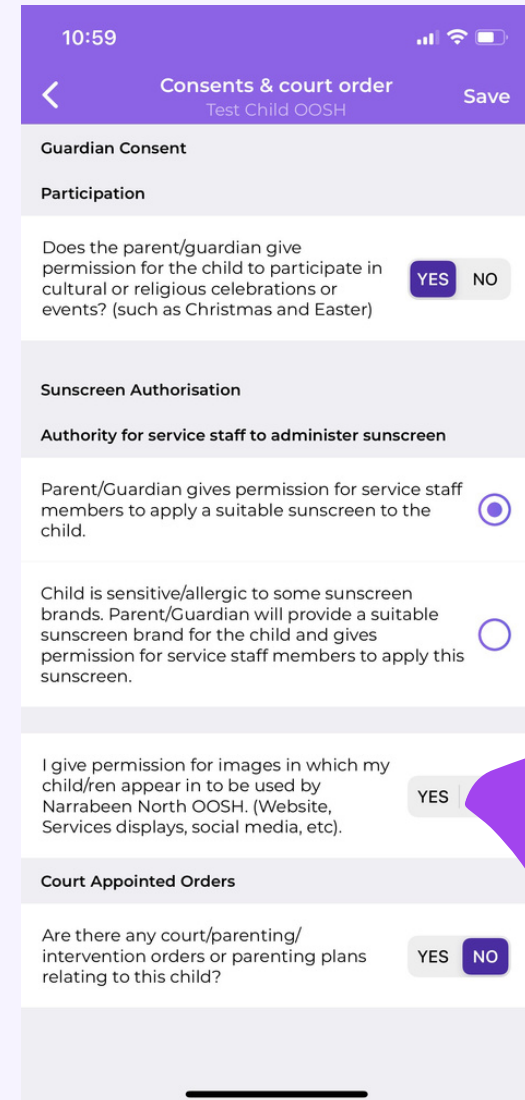 10:59
Consents & court order
Save
Test Child OOSH
Guardian Consent
Participation
Does the parent/guardian give
permission for the child to participate in
cultural or religious celebrations or
events? (such as Christmas and Easter)
YES NO
Sunscreen Authorisation
Authority for service staff to administer sunscreen
Parent/Guardian gives permission for service staff
members to apply a suitable sunscreen to the
child.
Child is sensitive/allergic to some sunscreen
brands. Parent/Guardian will provide a suitable
sunscreen brand for the child and gives
permission for service staff members to apply this
sunscreen.
I give permission for images in which my
child/ren appear in to be used by
Narrabeen North OOSH. (Website,
Services displays, social media, etc).
YES
Court Appointed Orders
Are there any court/parenting/
intervention orders or parenting plans
relating to this child?
YES NO